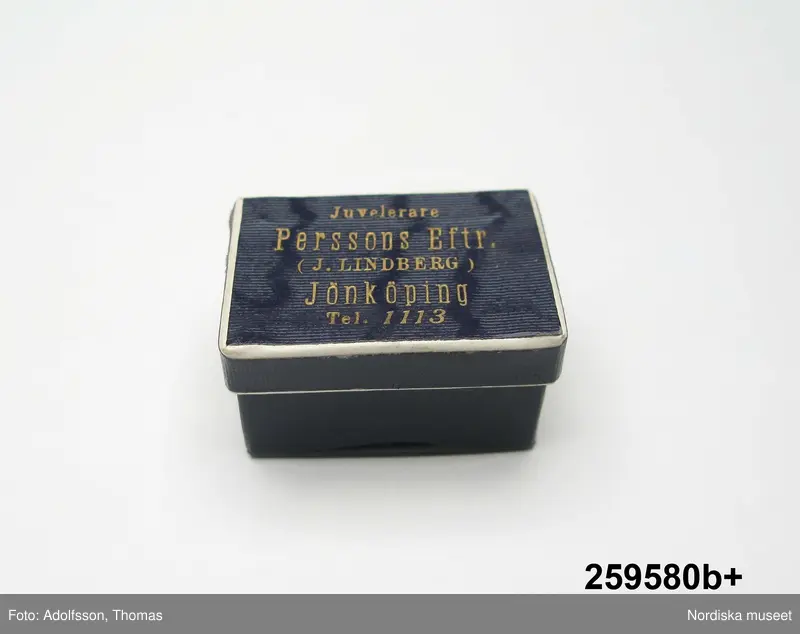 Juvelerare
Perssons Eftr.
( J. LINDBERG )
Jönköping
Tel. 1113
259580b+
Foto: Adolfsson, Thomas
Nordiska museet